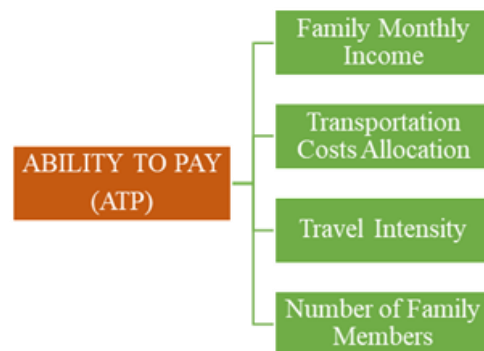 ABILITY TO PAY
(ATP)
Family Monthly
Income
Transportation
Costs Allocation
Travel Intensity
Number of Family
Members